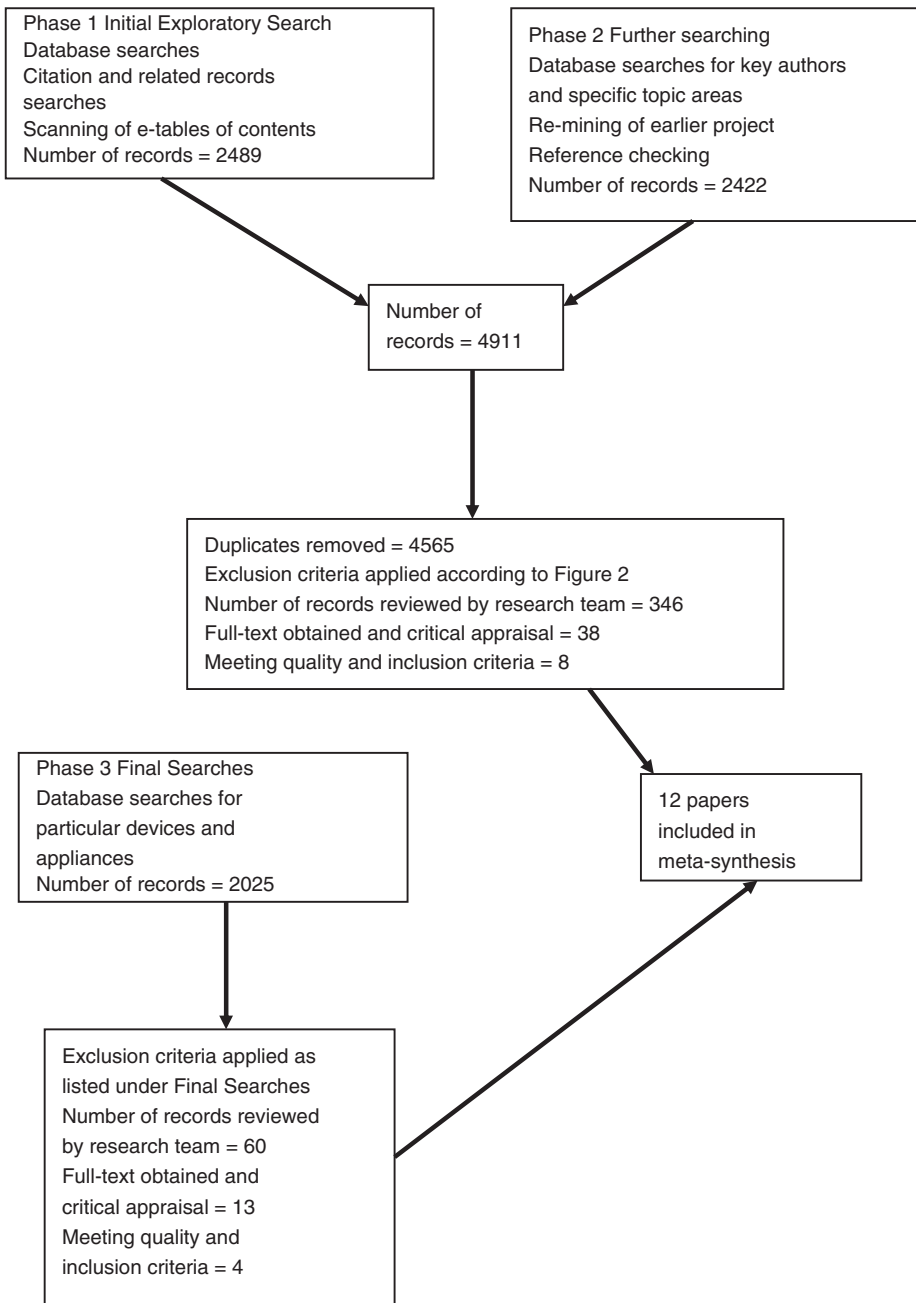 Phase 1 Initial Exploratory Search
Database searches
Citation and related records
searches
Scanning of e-tables of contents
Number of records = 2489
Phase 2 Further searching
Database searches for key authors
and specific topic areas
Re-mining of earlier project
Reference checking
Number of records = 2422
Number of
records = 4911
Duplicates removed = 4565
Exclusion criteria applied according to Figure 2
Number of records reviewed by research team = 346
Full-text obtained and critical appraisal = 38
Meeting quality and inclusion criteria = 8
Phase 3 Final Searches
Database searches for
particular devices and
appliances
Number of records = 2025
12 papers
included in
meta-synthesis
Exclusion criteria applied as
listed under Final Searches
Number of records reviewed
by research team = 60
Full-text obtained and
critical appraisal = 13
Meeting quality and
inclusion criteria = 4